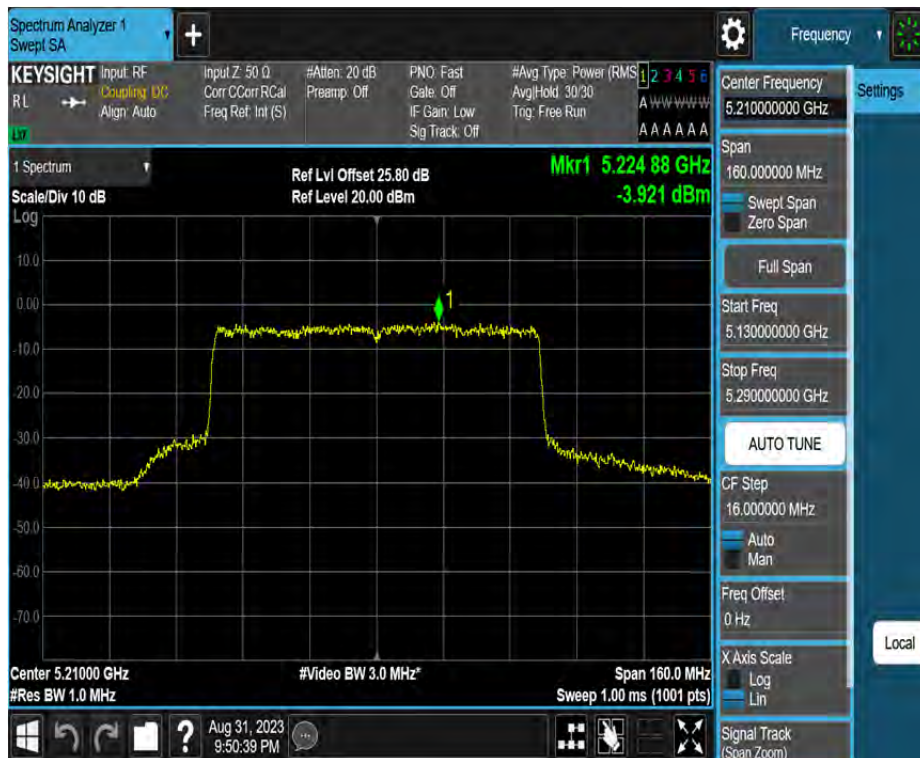 Spectrum Analyzer 1
Swept SA
+
Frequency
KEYSIGHT
RL
LXI
Input: RF
Coupling: DC
Align: Auto
Input Z: 50 Ω
Corr CCorr RCal
Freq Ref: Int (S)
#Atten: 20 dB
Preamp: Off
PNO: Fast
Gate: Off
IF Gain: Low
Sig Track: Off
#Avg Type: Power (RMS
Avg|Hold: 30/30
Trig: Free Run
1 2 3 4 5 6
A W W W W W
A A A A A A
1 Spectrum
Scale/Div 10 dB
Log
Ref Lvl Offset 25.80 dB
Ref Level 20.00 dBm
Mkr1 5.224 88 GHz
-3.921 dBm
10.0
0.00
-10.0
-20.0
-30.0
-40.0
-50.0
-60.0
-70.0
1
Center 5.21000 GHz
#Res BW 1.0 MHz
#Video BW 3.0 MHz*
Span 160.0 MHz
Sweep 1.00 ms (1001 pts)
?
Aug 31, 2023
9:50:39 PM
Center Frequency
5.210000000 GHz
Span
160.000000 MHz
Swept Span
Zero Span
Full Span
Start Freq
5.130000000 GHz
Stop Freq
5.290000000 GHz
AUTO TUNE
CF Step
16.000000 MHz
Auto
Man
Freq Offset
0 Hz
X Axis Scale
Log
Lin
Signal Track
(Span Zoom)
Settings
Local